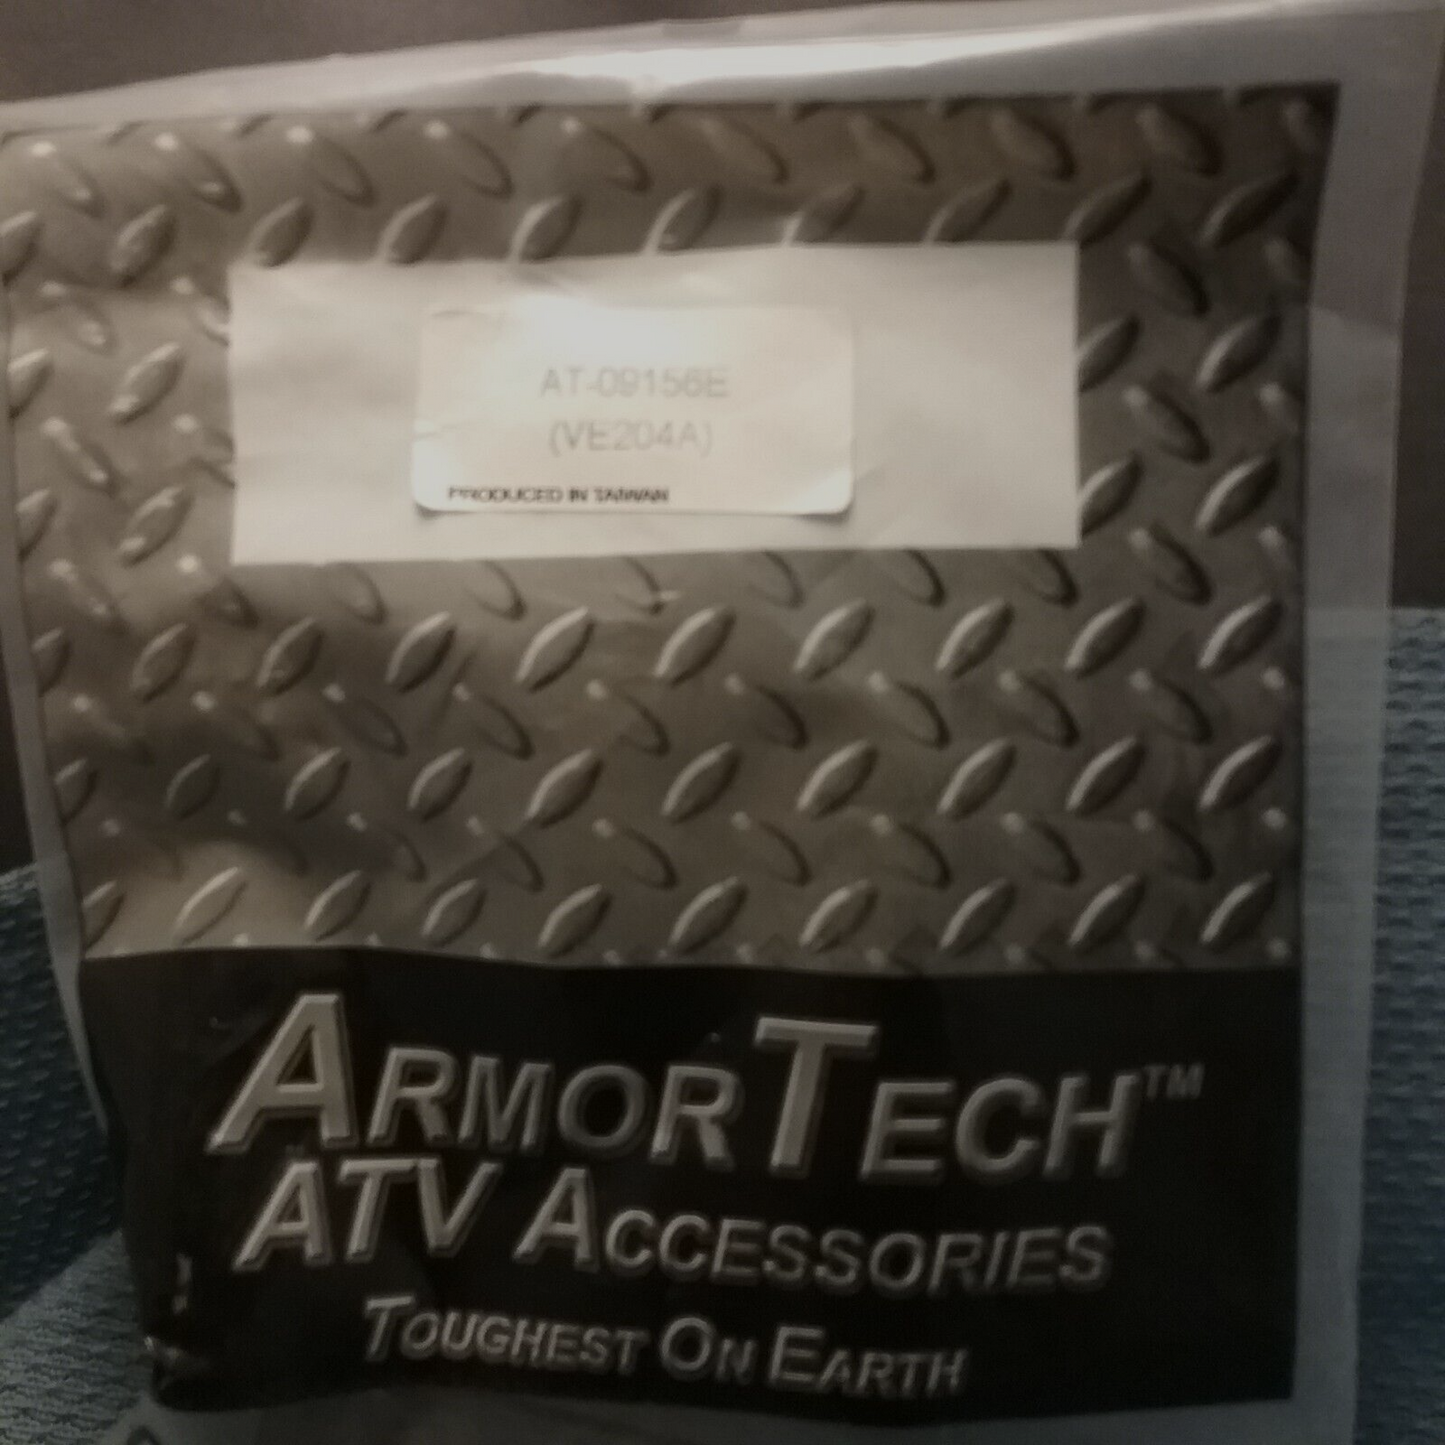 AT-09156E
(VE204A)
PRODUCED IN TAIWAN
ARMORTECH™
ATV ACCESSORIES
TOUGHEST ON EARTH